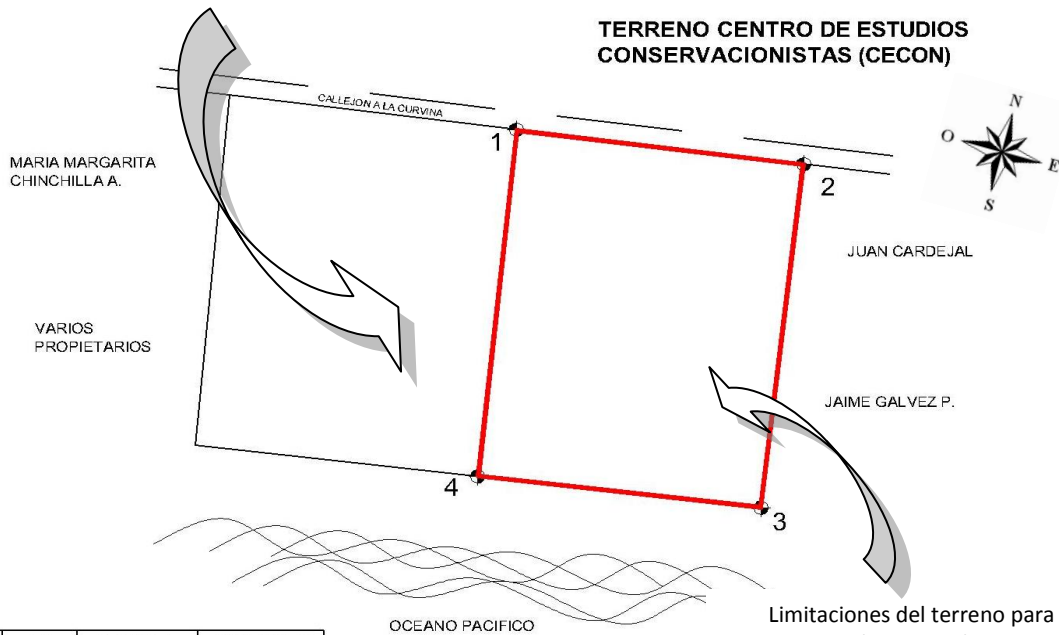 TERRENO CENTRO DE ESTUDIOS
CONSERVACIONISTAS (CECON)
CALLEJON A LA CURVINA
N
O
E
S
1
2
MARIA MARGARITA
CHINCHILLA A.
JUAN CARDEJAL
VARIOS
PROPIETARIOS
JAIME GALVEZ P.
4
3
Limitaciones del terreno para
OCEANO PACIFICO